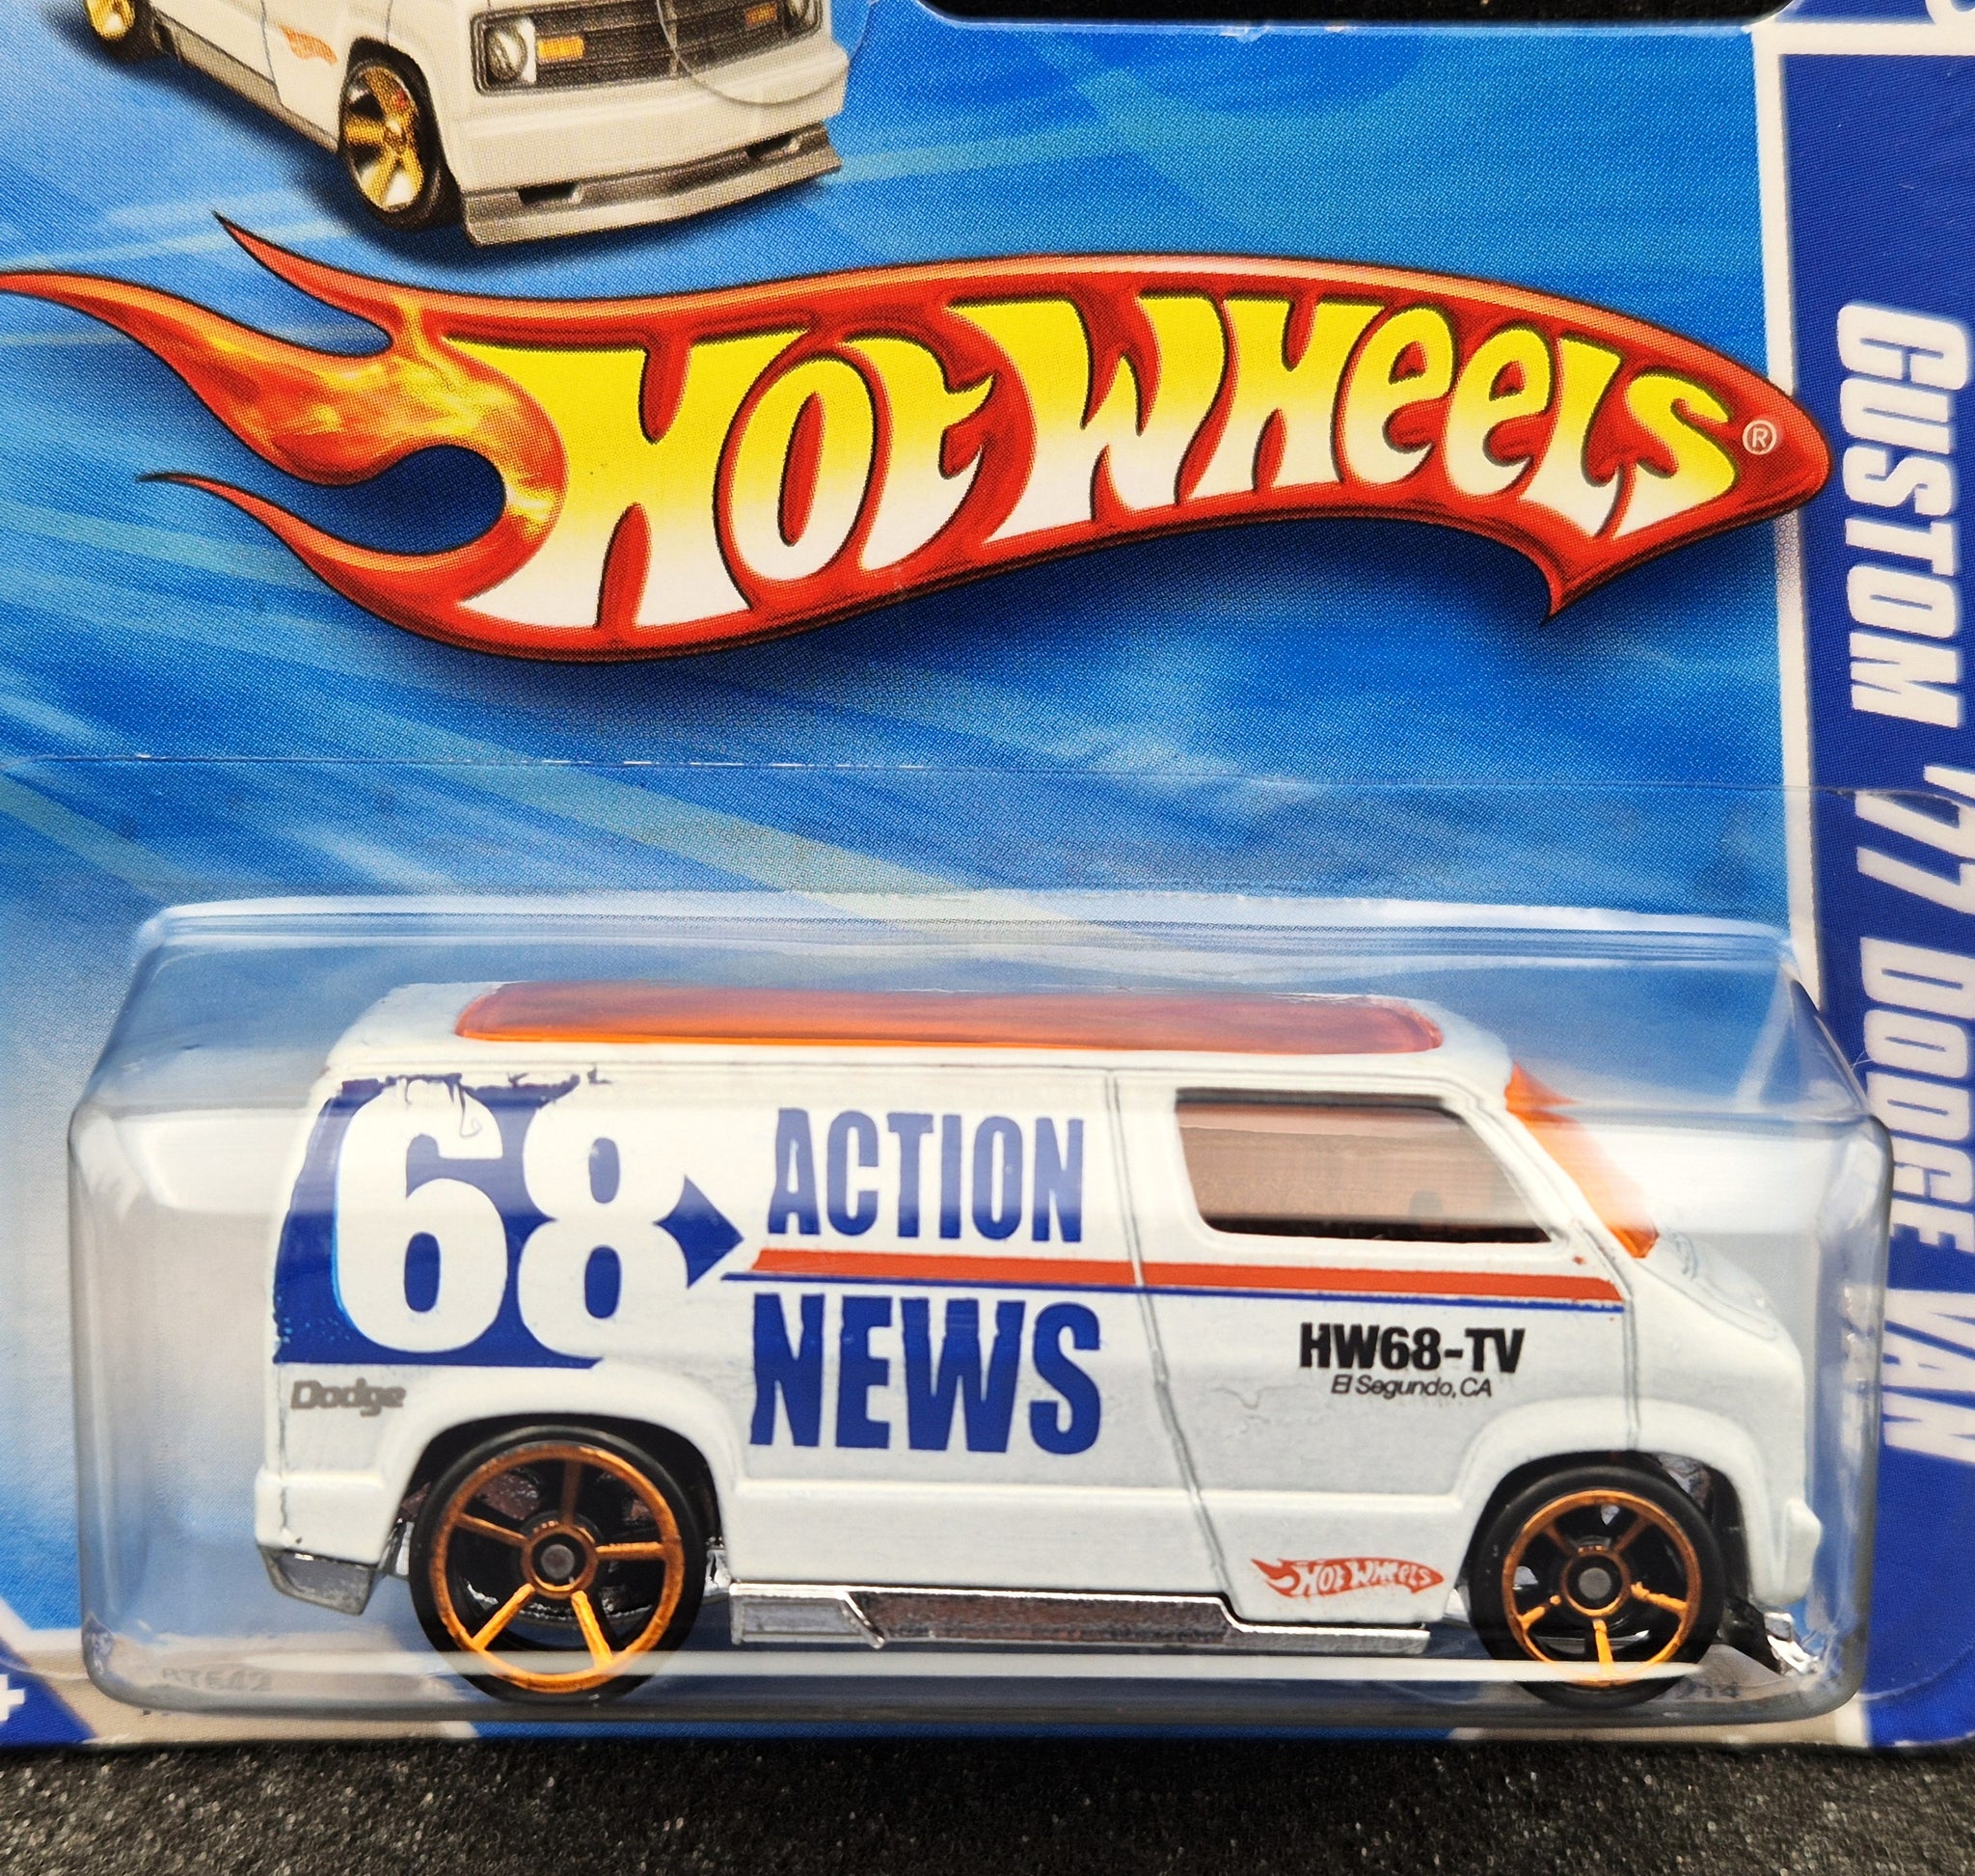 HOT WHEELS®
CUSTOM '77 DODGE VAN
68
ACTION
NEWS
HW68-TV
El Segundo, CA
Dodge
HOT WHEELS